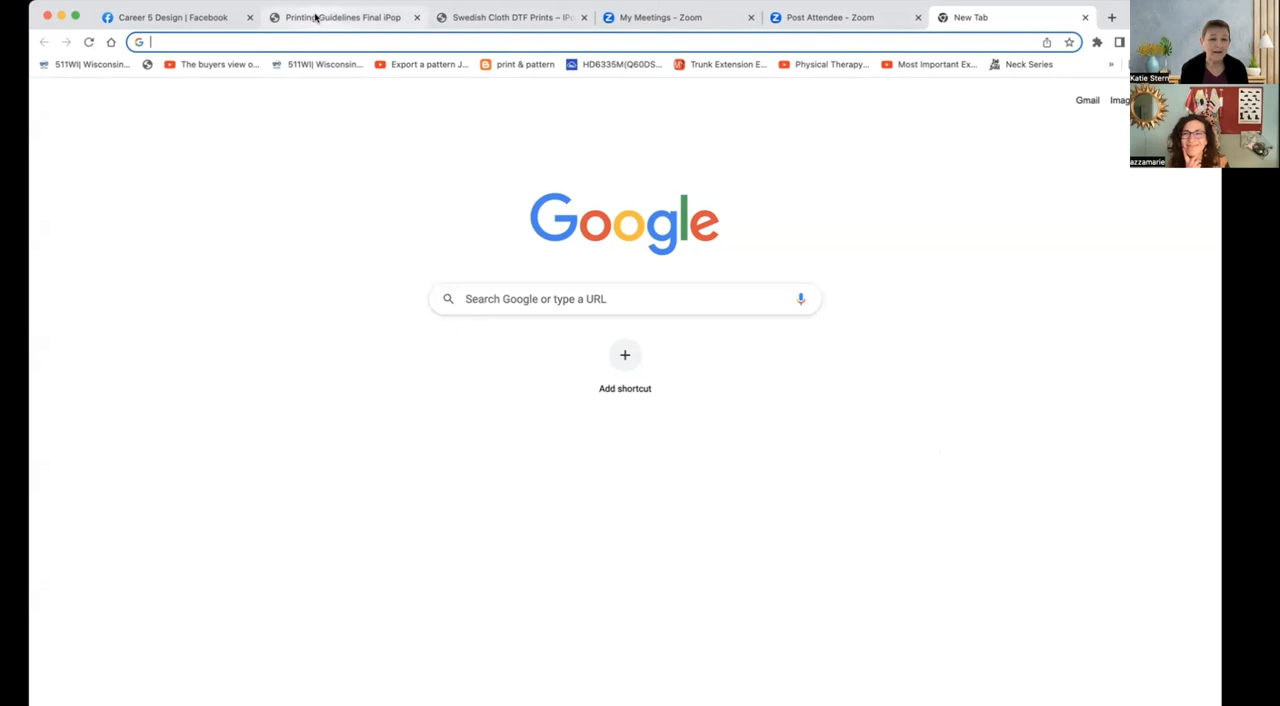 Career 5 Design | Facebook
Printing Guidelines Final iPop
Swedish Cloth DTF Prints – IPo
My Meetings - Zoom
Post Attendee - Zoom
New Tab
511WI| Wisconsin...
The buyers view o...
511WI| Wisconsin...
Export a pattern J...
print & pattern
HD6335M(Q60DS...
Trunk Extension E...
Physical Therapy...
Most Important Ex...
Neck Series
»
Katie Stern
Gmail
Imag
azzamarie
Google
Search Google or type a URL
Add shortcut